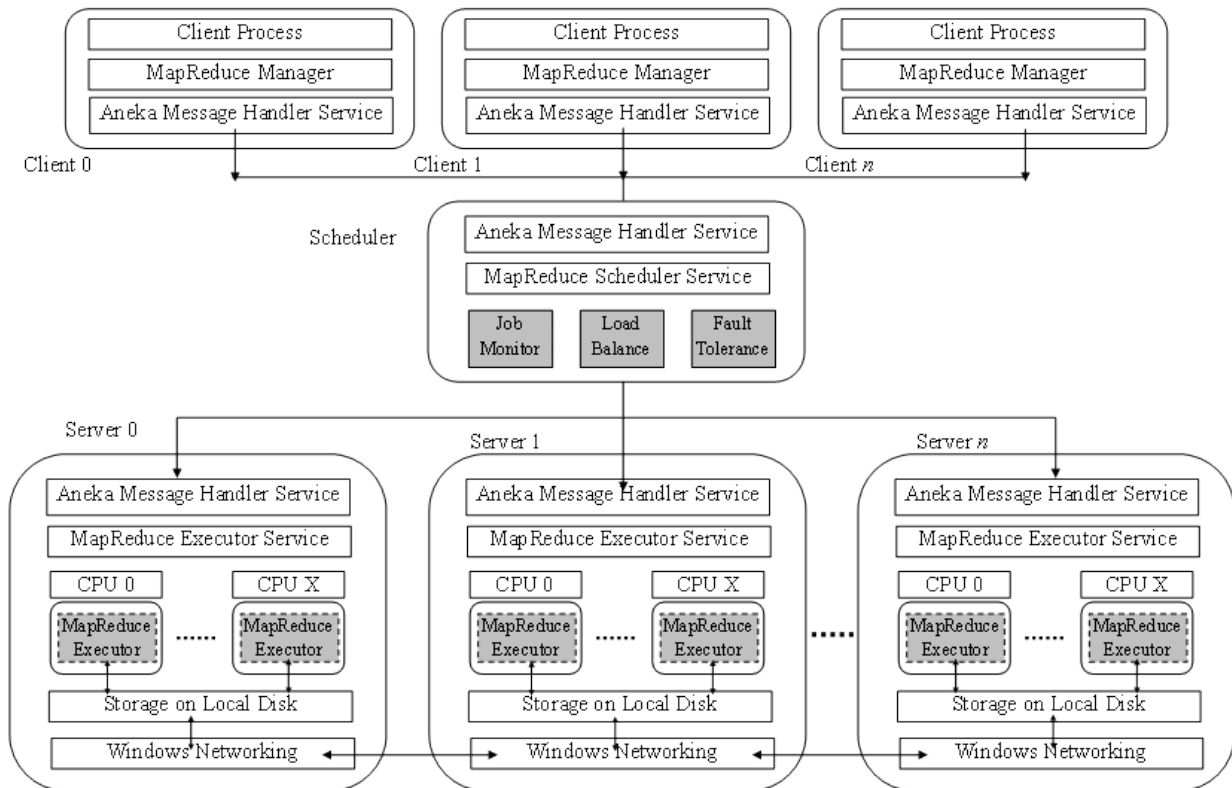 Client Process Client Process Client Process
MapReduce Manager MapReduce Manager MapReduce Manager
Aneka Message Handler Service Aneka Message Handler Service Aneka Message Handler Service
Client 0 Client 1 Client n
Scheduler
Aneka Message Handler Service
MapReduce Scheduler Service
Job Load Fault
Monitor Balance Tolerance
Server 0 Server 1 Server n
Aneka Message Handler Service Aneka Message Handler Service Aneka Message Handler Service
MapReduce Executor Service MapReduce Executor Service MapReduce Executor Service
CPU 0 CPU X CPU 0 CPU X CPU 0 CPU X
MapReduce ...... MapReduce MapReduce ...... MapReduce ...... MapReduce ...... MapReduce
Executor Executor Executor Executor Executor Executor
Storage on Local Disk Storage on Local Disk Storage on Local Disk
Windows Networking Windows Networking Windows Networking